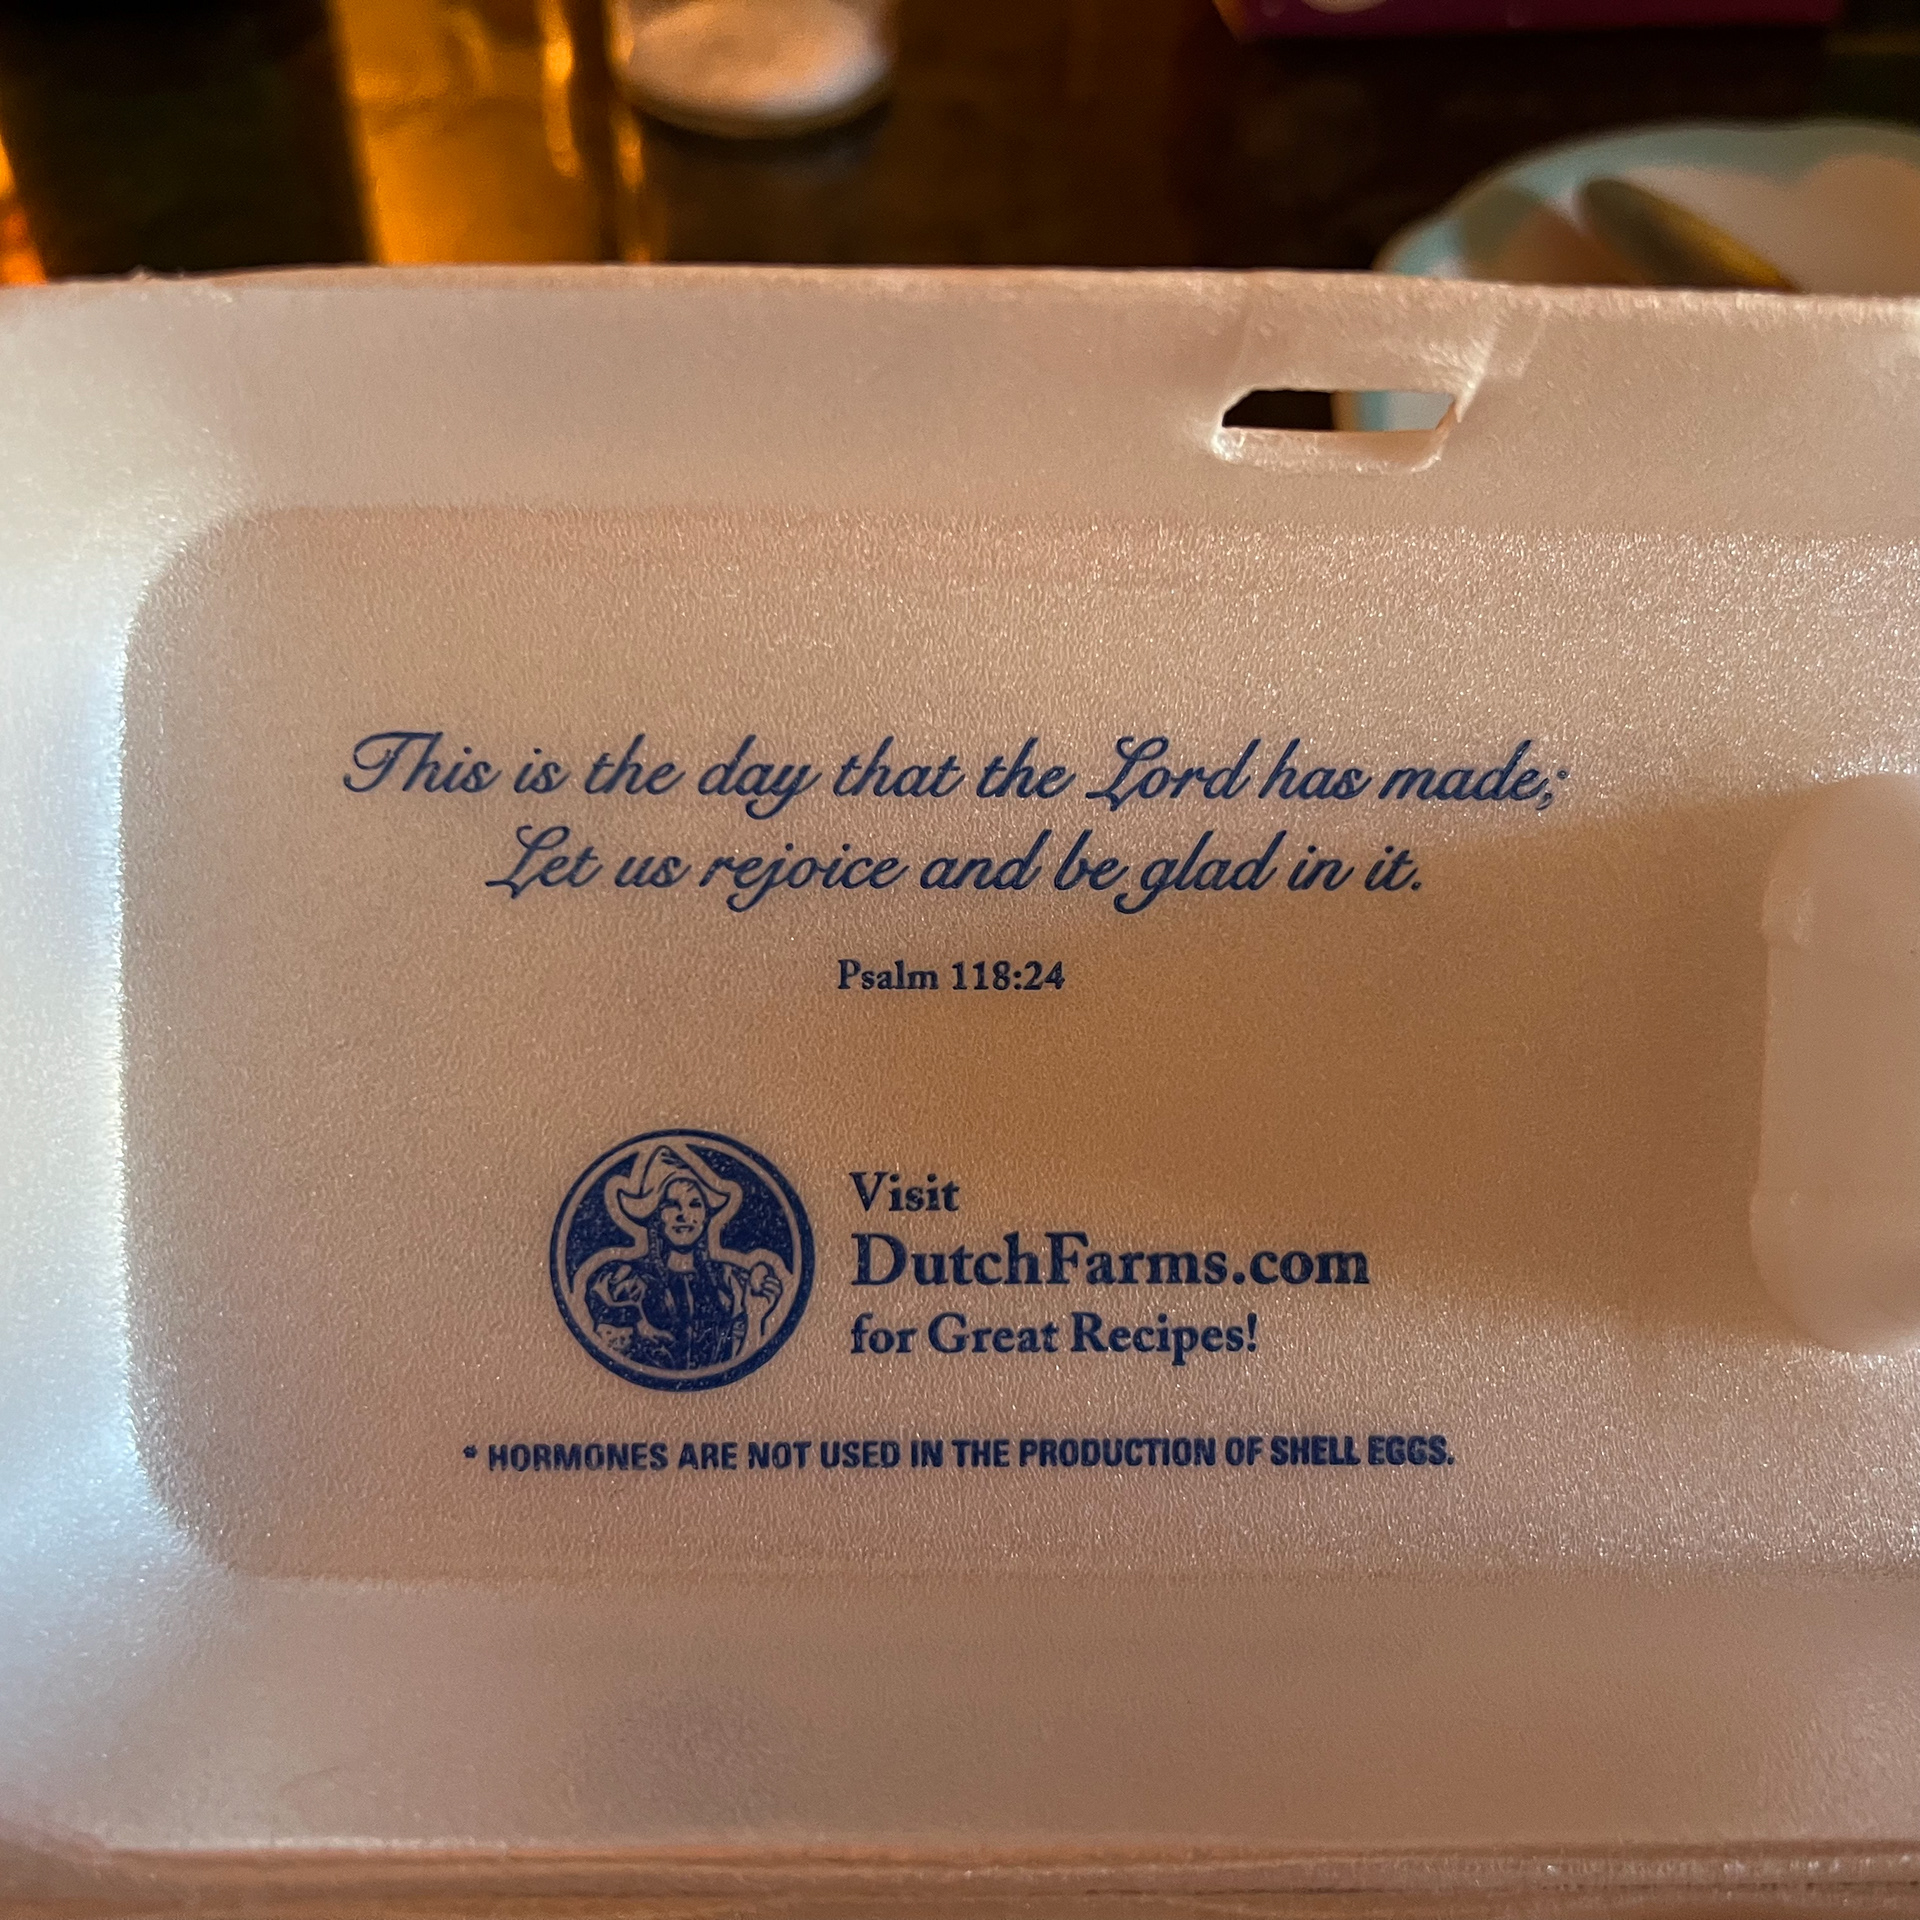 This is the day that the Lord has made;
Let us rejoice and be glad in it.
Psalm 118:24
Visit
DutchFarms.com
for Great Recipes!
* HORMONES ARE NOT USED IN THE PRODUCTION OF SHELL EGGS.